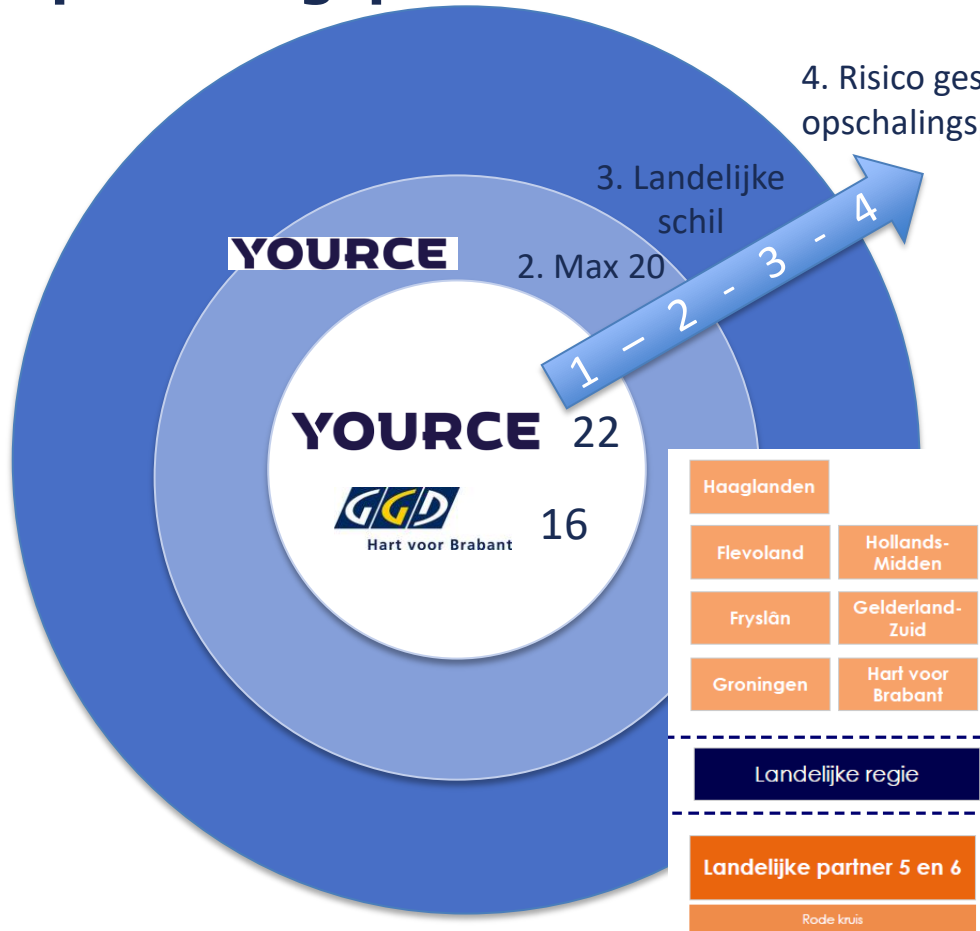 4. Risico ges
opschalings
3. Landelijke
schil
YOURCE
2. Max 20
1 – 2 - 3 - 4
YOURCE 22
GGD
Hart voor Brabant
16
Haaglanden
Flevoland
Hollands-
Midden
Fryslân
Gelderland-
Zuid
Groningen
Hart voor
Brabant
Landelijke regie
Landelijke partner 5 en 6
Rode kruis